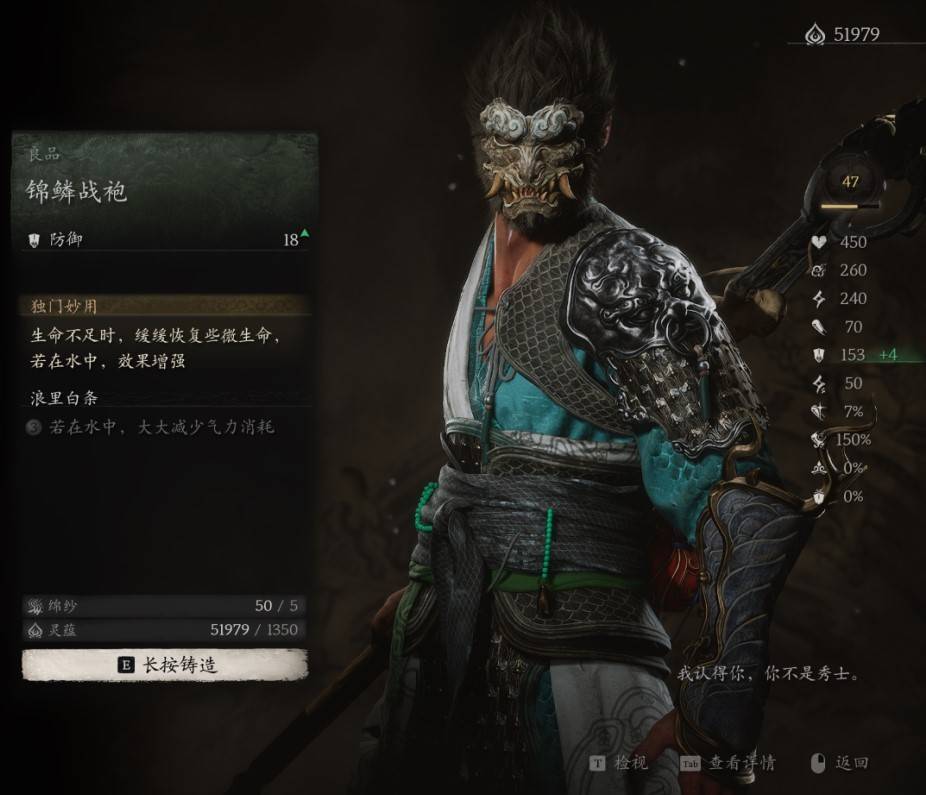 51979
良品
锦鳞战袍
防御 18
独门妙用
生命不足时，缓缓恢复些微生命，
若在水中，效果增强
浪里白条
3 若在水中，大大减少气力消耗
绵纱 50 / 5
灵蕴 51979 / 1350
E 长按铸造
47
450
260
240
70
153 +4
50
7%
150%
0%
0%
我认得你，你不是秀士。
T 检视 Tab 查看详情 返回